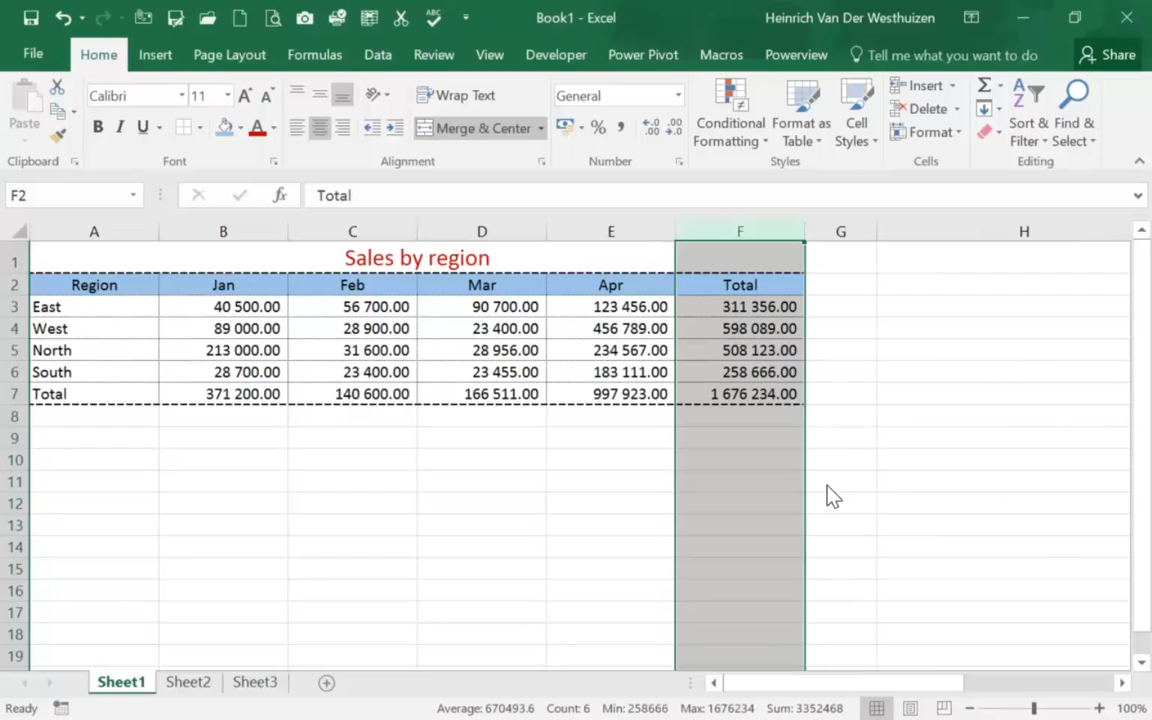 Book1 - Excel
Heinrich Van Der Westhuizen
ABC
File Home Insert Page Layout Formulas Data Review View Developer Power Pivot Macros Powerview Tell me what you want to do Share
Paste
Clipboard
Calibri 11 A A
B I U A
Font
Wrap Text
Merge & Center
Alignment
General
% , .0 .00 .00 .0
Number
Conditional Formatting
Format as Table
Cell Styles
Styles
Insert
Delete
Format
Cells
Σ
A Z
Sort & Filter
Find & Select
Editing
F2 fx Total
A B C D E F G H
1 Sales by region
2 Region Jan Feb Mar Apr Total
3 East 40 500.00 56 700.00 90 700.00 123 456.00 311 356.00
4 West 89 000.00 28 900.00 23 400.00 456 789.00 598 089.00
5 North 213 000.00 31 600.00 28 956.00 234 567.00 508 123.00
6 South 28 700.00 23 400.00 23 455.00 183 111.00 258 666.00
7 Total 371 200.00 140 600.00 166 511.00 997 923.00 1 676 234.00
8
9
10
11
12
13
14
15
16
17
18
19
Sheet1 Sheet2 Sheet3
Ready Average: 670493.6 Count: 6 Min: 258666 Max: 1676234 Sum: 3352468 100%